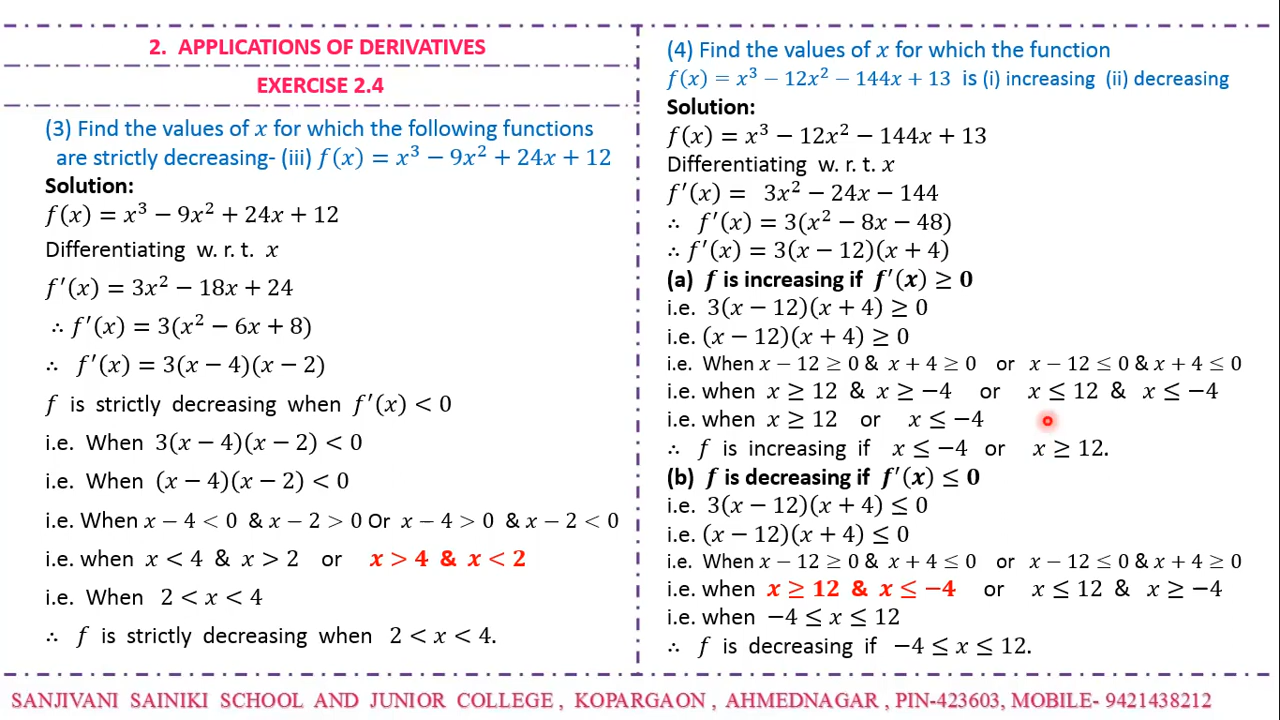 2. APPLICATIONS OF DERIVATIVES
EXERCISE 2.4
(3) Find the values of x for which the following functions
are strictly decreasing- (iii) f(x) = x³ − 9x² + 24x + 12
Solution:
f(x) = x³ − 9x² + 24x + 12
Differentiating w. r. t. x
f′(x) = 3x² − 18x + 24
∴ f′(x) = 3(x² − 6x + 8)
∴ f′(x) = 3(x − 4)(x − 2)
f is strictly decreasing when f′(x) < 0
i.e. When 3(x − 4)(x − 2) < 0
i.e. When (x − 4)(x − 2) < 0
i.e. When x − 4 < 0 & x − 2 > 0 Or x − 4 > 0 & x − 2 < 0
i.e. when x < 4 & x > 2 or x > 4 & x < 2
i.e. When 2 < x < 4
∴ f is strictly decreasing when 2 < x < 4.
(4) Find the values of x for which the function
f(x) = x³ − 12x² − 144x + 13 is (i) increasing (ii) decreasing
Solution:
f(x) = x³ − 12x² − 144x + 13
Differentiating w. r. t. x
f′(x) = 3x² − 24x − 144
∴ f′(x) = 3(x² − 8x − 48)
∴ f′(x) = 3(x − 12)(x + 4)
(a) f is increasing if f′(x) ≥ 0
i.e. 3(x − 12)(x + 4) ≥ 0
i.e. (x − 12)(x + 4) ≥ 0
i.e. When x − 12 ≥ 0 & x + 4 ≥ 0 or x − 12 ≤ 0 & x + 4 ≤ 0
i.e. when x ≥ 12 & x ≥ −4 or x ≤ 12 & x ≤ −4
i.e. when x ≥ 12 or x ≤ −4
∴ f is increasing if x ≤ −4 or x ≥ 12.
(b) f is decreasing if f′(x) ≤ 0
i.e. 3(x − 12)(x + 4) ≤ 0
i.e. (x − 12)(x + 4) ≤ 0
i.e. When x − 12 ≥ 0 & x + 4 ≤ 0 or x − 12 ≤ 0 & x + 4 ≥ 0
i.e. when x ≥ 12 & x ≤ −4 or x ≤ 12 & x ≥ −4
i.e. when −4 ≤ x ≤ 12
∴ f is decreasing if −4 ≤ x ≤ 12.
SANJIVANI SAINIKI SCHOOL AND JUNIOR COLLEGE , KOPARGAON , AHMEDNAGAR , PIN-423603, MOBILE- 9421438212